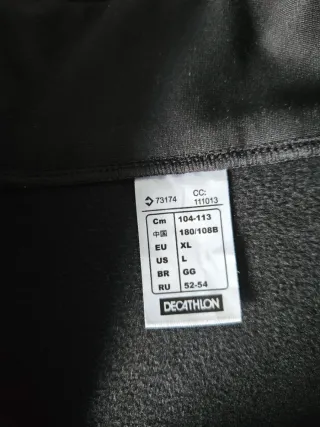 73174 CC: 111013
Cm 104-113
中国 180/108B
EU XL
US L
BR GG
RU 52-54
DECATHLON